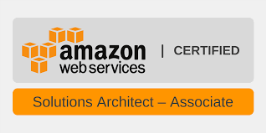 amazon
web services
| CERTIFIED
Solutions Architect – Associate